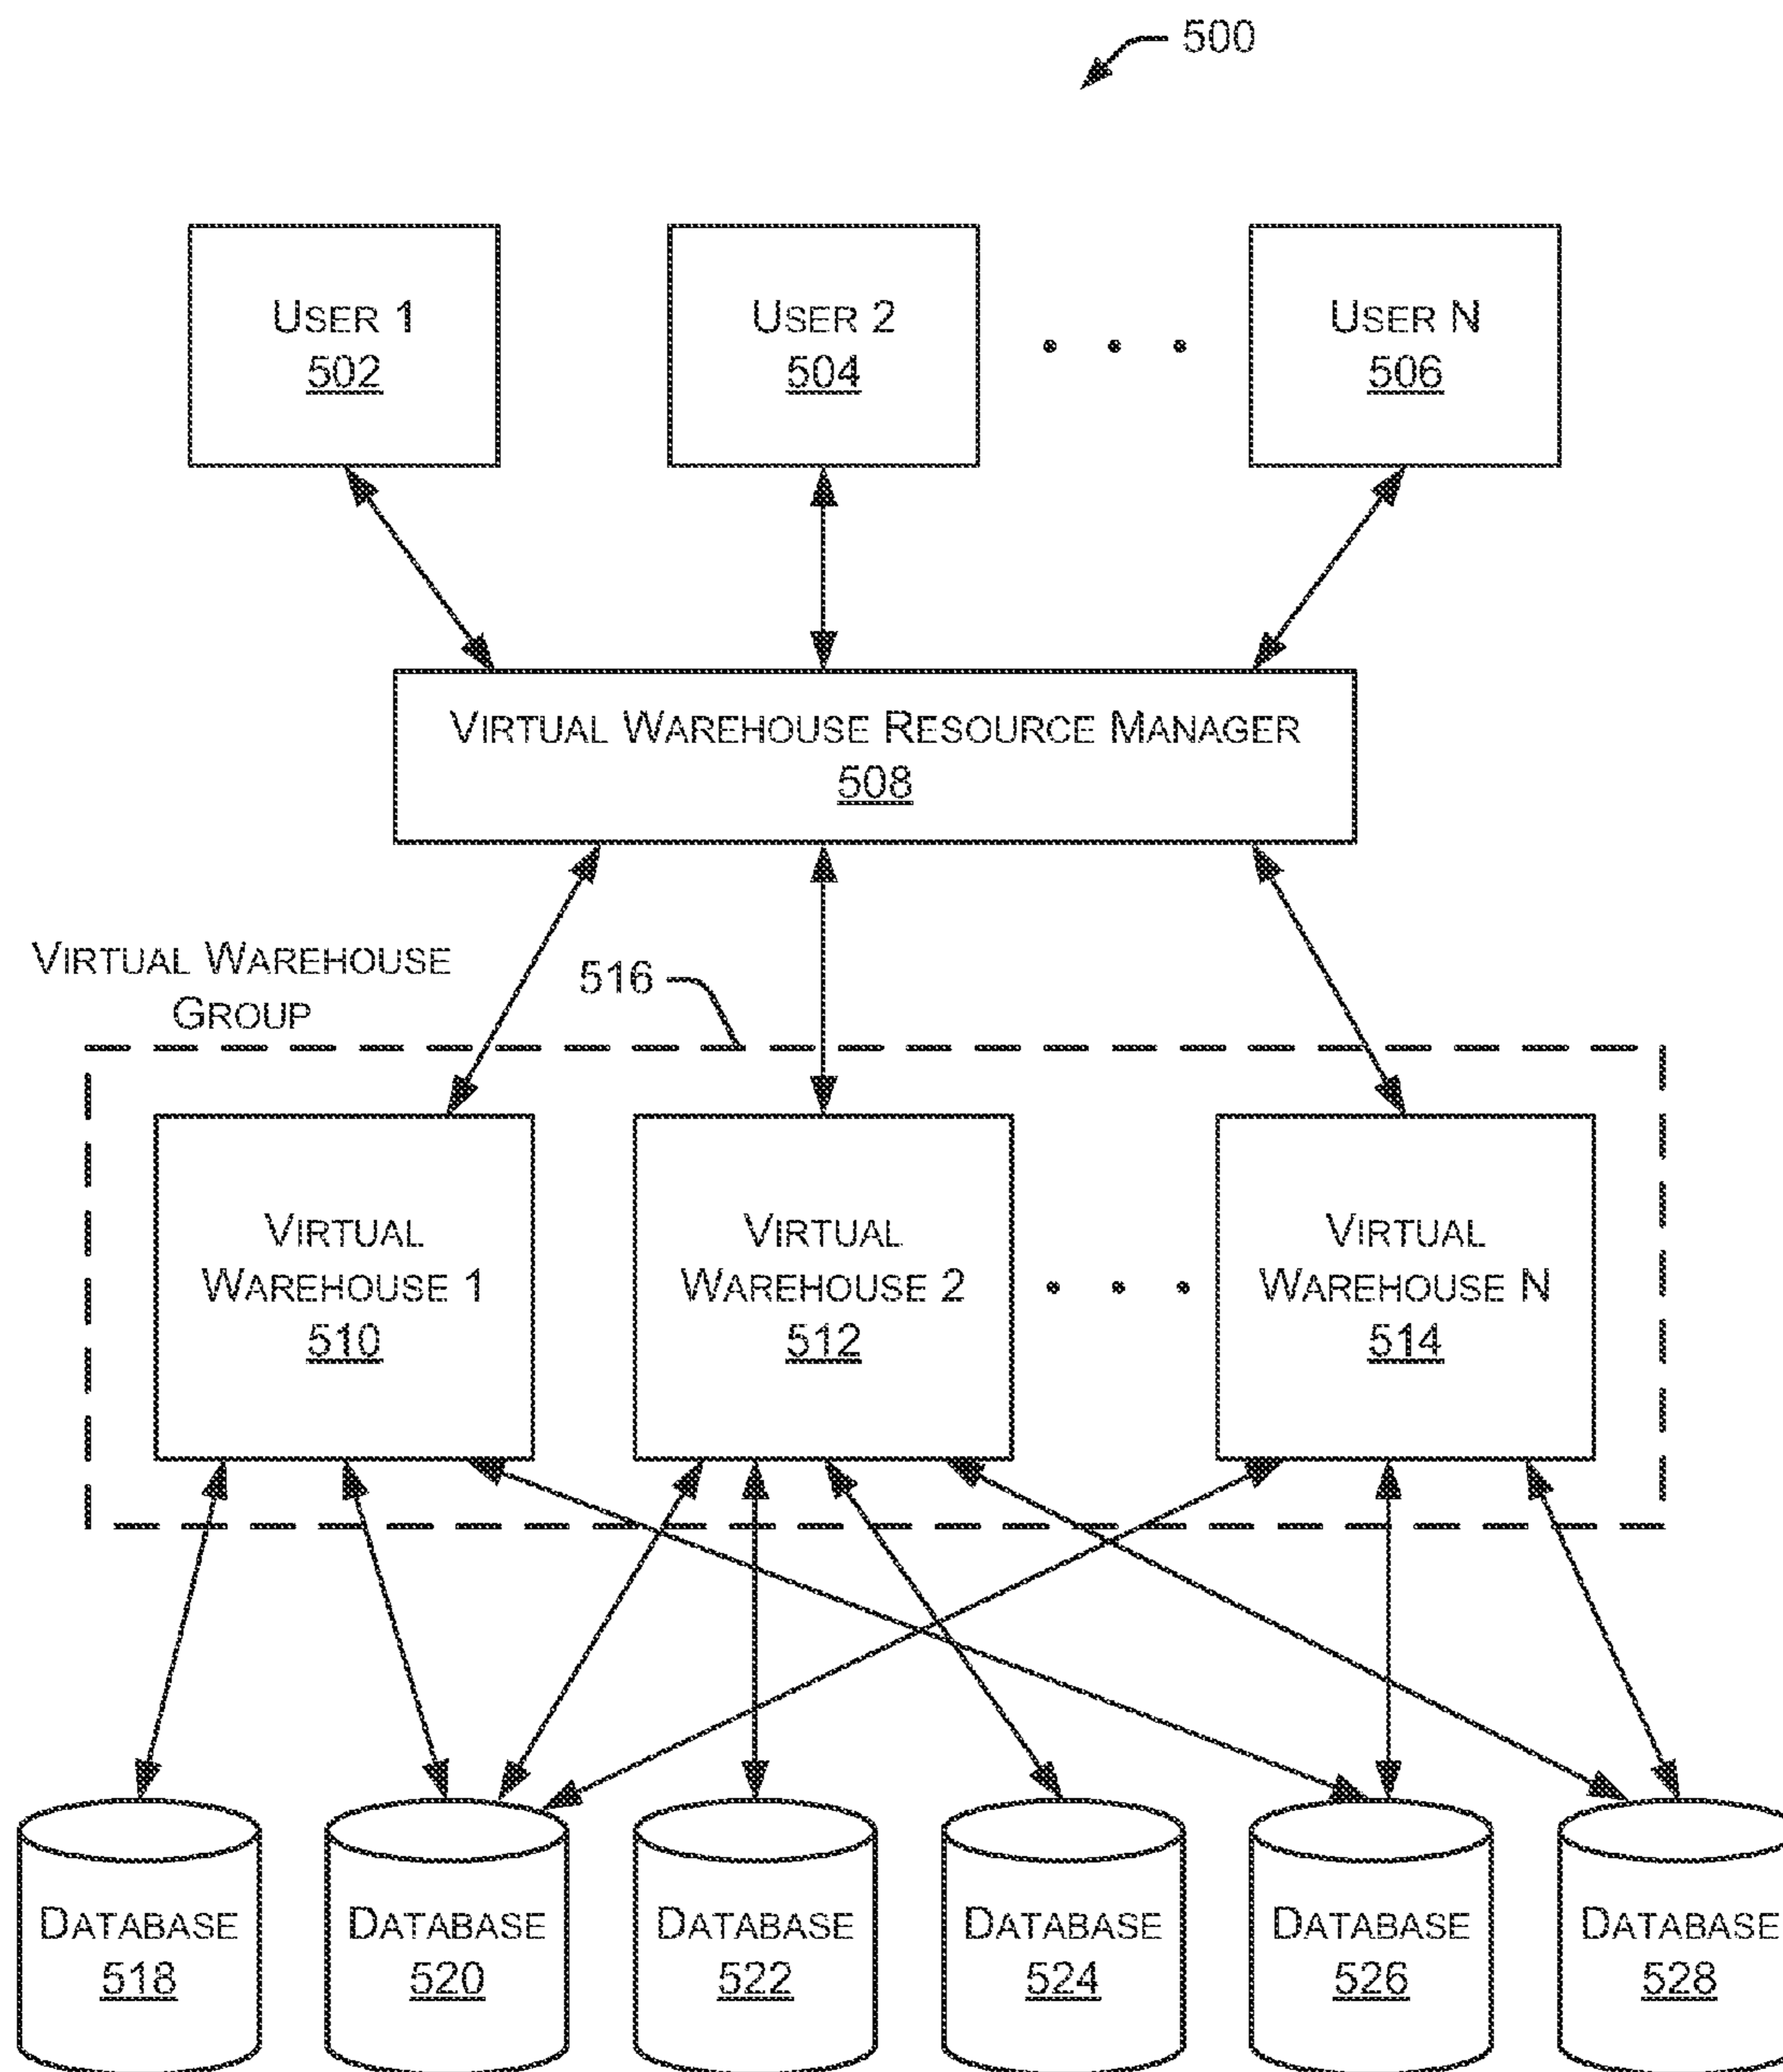 500
USER 1
502
USER 2
504
USER N
506
VIRTUAL WAREHOUSE RESOURCE MANAGER
508
VIRTUAL WAREHOUSE
GROUP
516
VIRTUAL
WAREHOUSE 1
510
VIRTUAL
WAREHOUSE 2
512
VIRTUAL
WAREHOUSE N
514
DATABASE
518
DATABASE
520
DATABASE
522
DATABASE
524
DATABASE
526
DATABASE
528